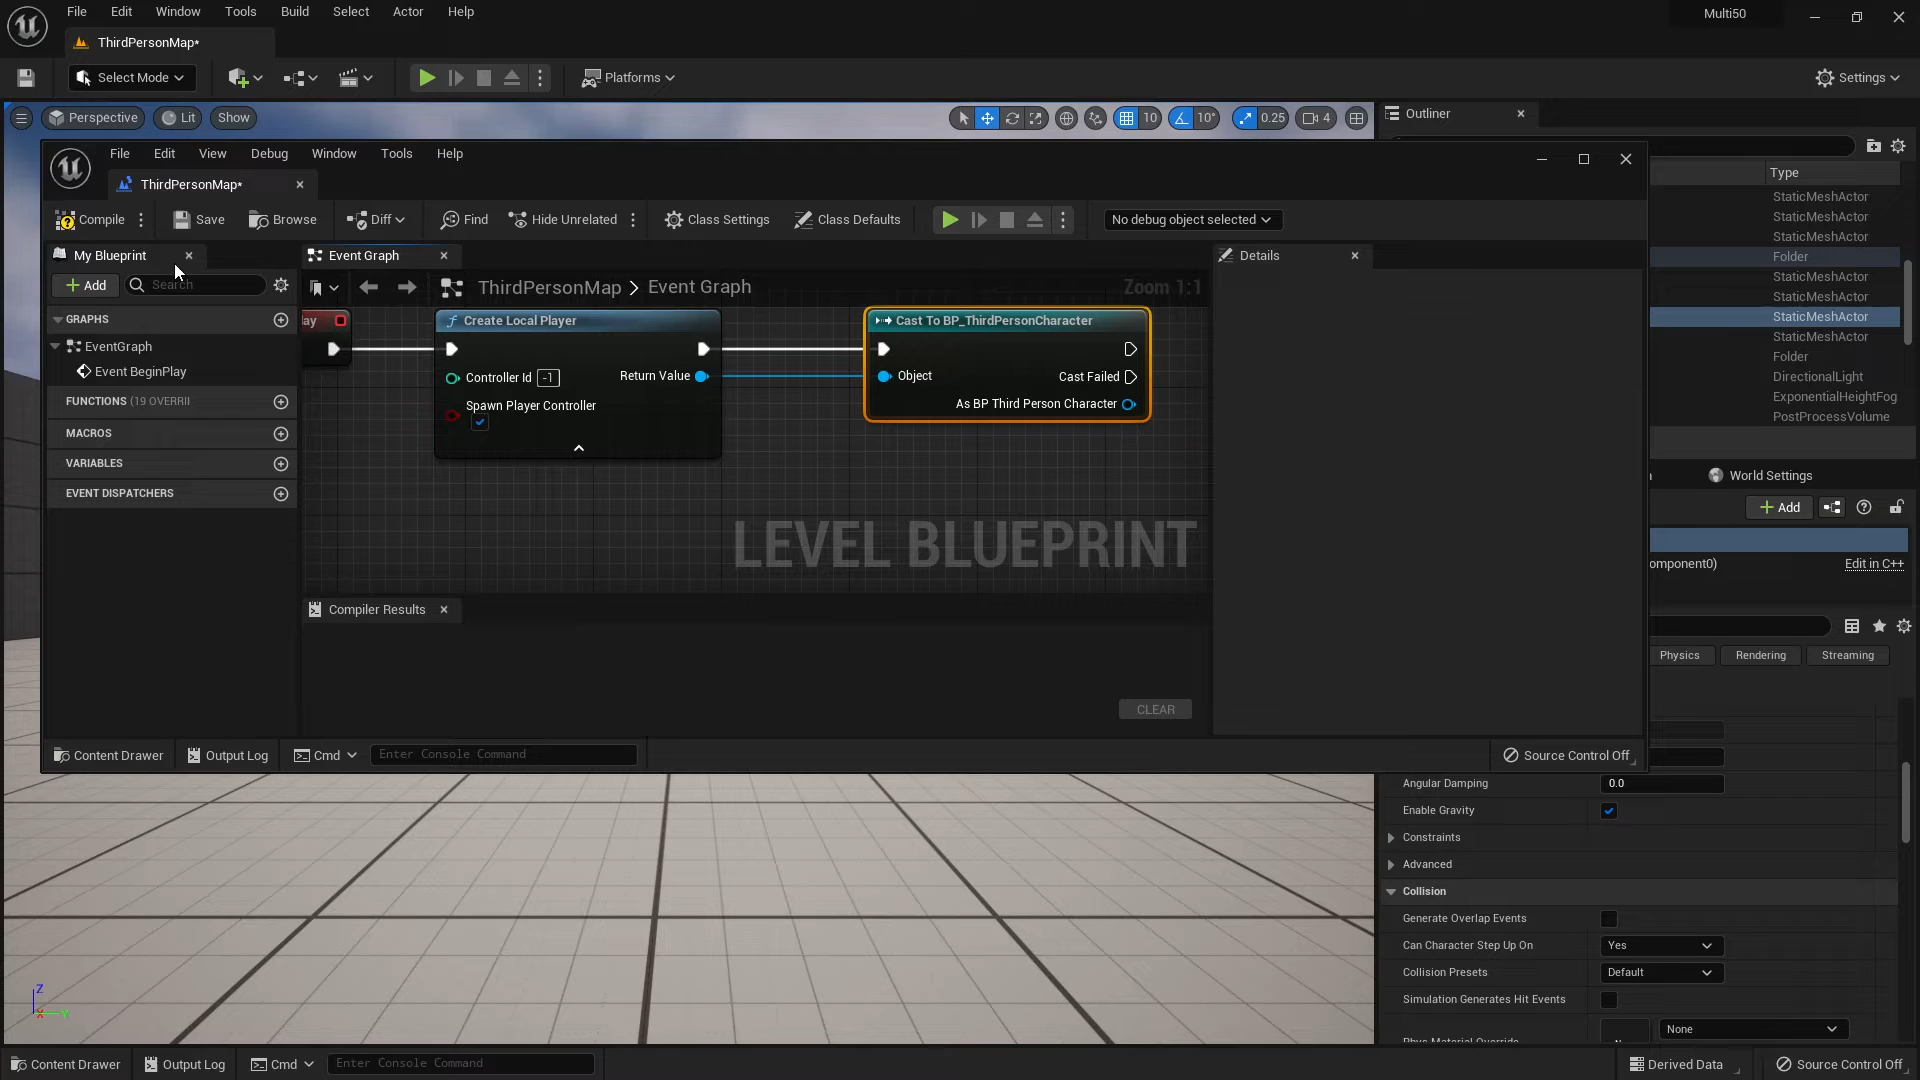 File Edit Window Tools Build Select Actor Help
Multi50
ThirdPersonMap*
Select Mode
Platforms
Settings
Perspective Lit Show
10 10° 0.25 4
Outliner
Type
StaticMeshActor
StaticMeshActor
StaticMeshActor
Folder
StaticMeshActor
StaticMeshActor
StaticMeshActor
StaticMeshActor
Folder
DirectionalLight
ExponentialHeightFog
PostProcessVolume
File Edit View Debug Window Tools Help
ThirdPersonMap*
Compile Save Browse Diff Find Hide Unrelated Class Settings Class Defaults No debug object selected
My Blueprint
Add Search
GRAPHS
EventGraph
Event BeginPlay
FUNCTIONS (19 OVERRI
MACROS
VARIABLES
EVENT DISPATCHERS
Event Graph
ThirdPersonMap > Event Graph
Zoom 1:1
lay
Create Local Player
Controller Id -1
Return Value
Spawn Player Controller
Cast To BP_ThirdPersonCharacter
Object
Cast Failed
As BP Third Person Character
LEVEL BLUEPRINT
Compiler Results
CLEAR
Details
Content Drawer Output Log Cmd Enter Console Command
Source Control Off
World Settings
Add
omponent0)
Edit in C++
Physics Rendering Streaming
Angular Damping 0.0
Enable Gravity
Constraints
Advanced
Collision
Generate Overlap Events
Can Character Step Up On Yes
Collision Presets Default
Simulation Generates Hit Events
None
Z
X
Y
Content Drawer Output Log Cmd Enter Console Command
Derived Data Source Control Off